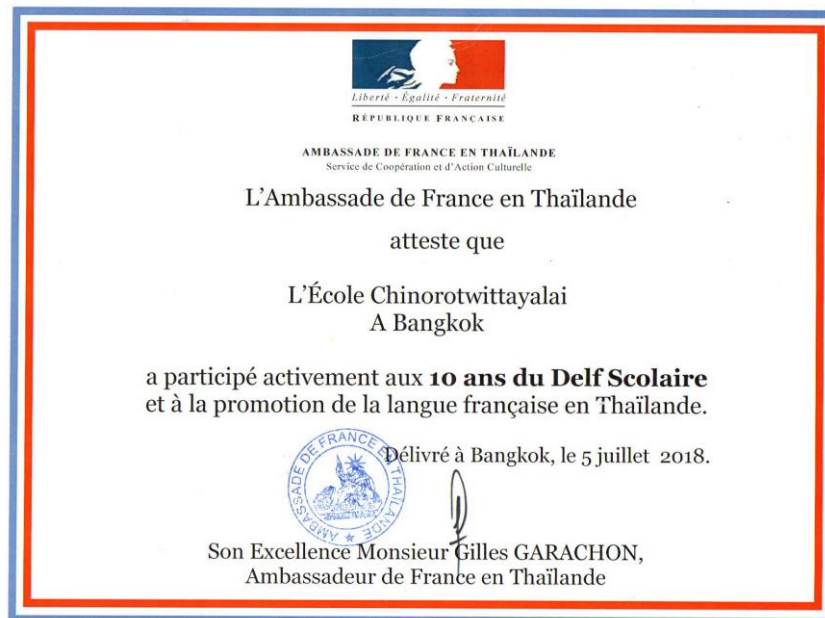 Liberté • Égalité • Fraternité
RÉPUBLIQUE FRANÇAISE
AMBASSADE DE FRANCE EN THAÏLANDE
Service de Coopération et d'Action Culturelle
L'Ambassade de France en Thaïlande
atteste que
L'École Chinorotwittayalai
A Bangkok
a participé activement aux 10 ans du Delf Scolaire
et à la promotion de la langue française en Thaïlande.
Délivré à Bangkok, le 5 juillet 2018.
AMBASSADE DE FRANCE EN THAÏLANDE
Son Excellence Monsieur Gilles GARACHON,
Ambassadeur de France en Thaïlande